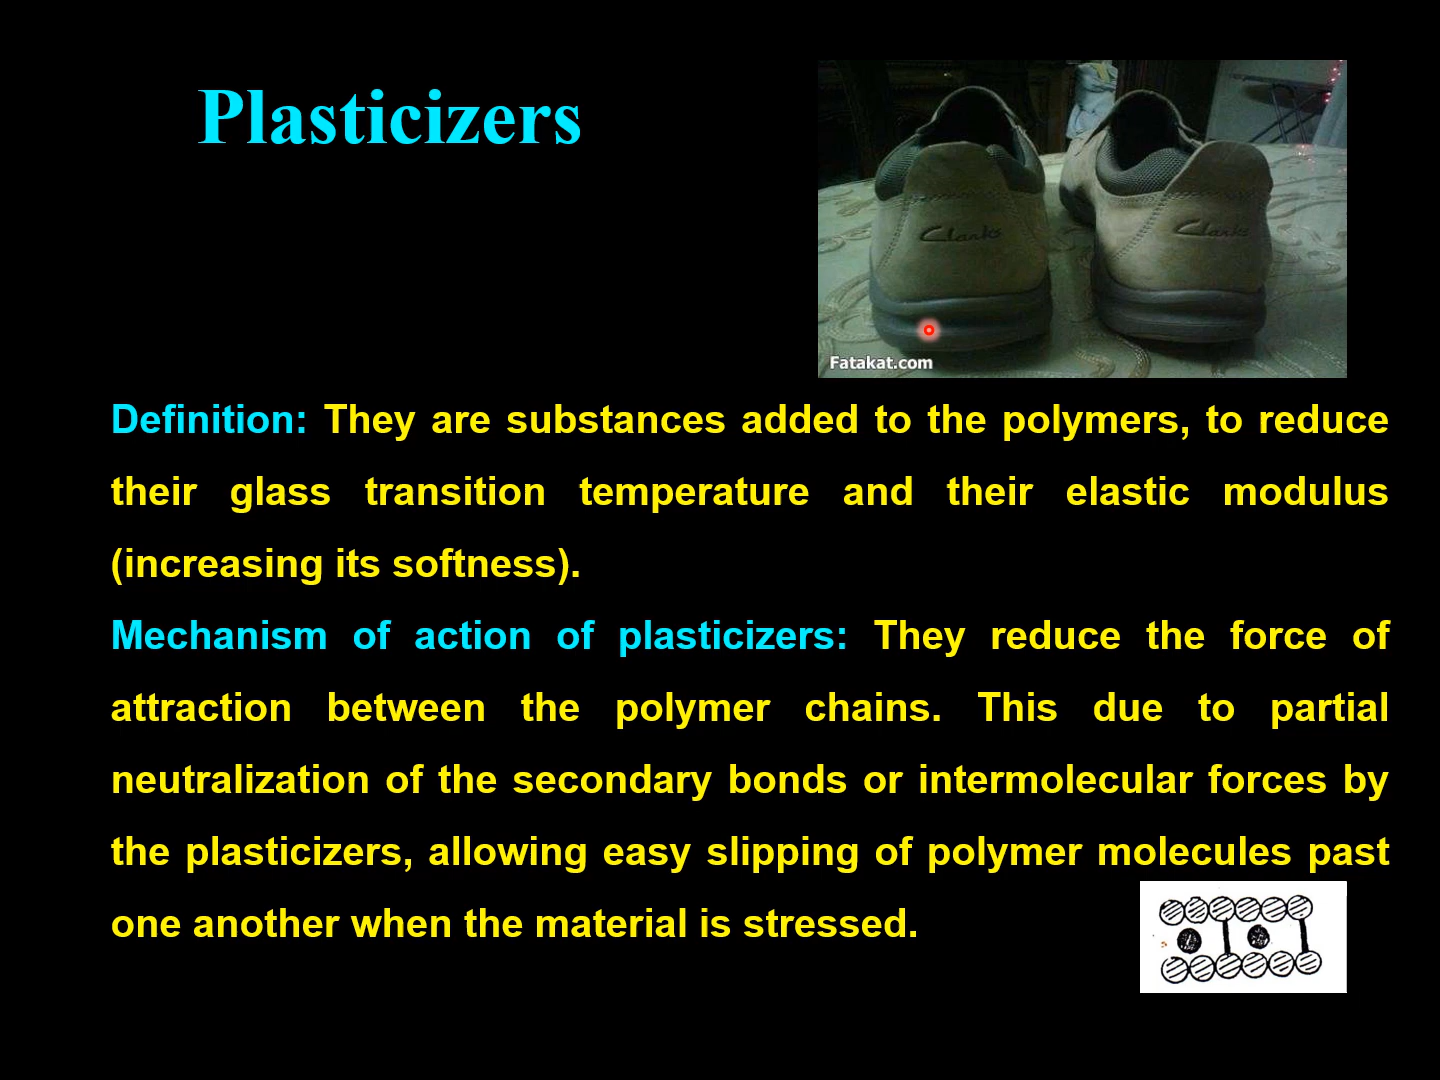 Plasticizers
Clarks
Clarks
Fatakat.com
Definition: They are substances added to the polymers, to reduce
their glass transition temperature and their elastic modulus
(increasing its softness).
Mechanism of action of plasticizers: They reduce the force of
attraction between the polymer chains. This due to partial
neutralization of the secondary bonds or intermolecular forces by
the plasticizers, allowing easy slipping of polymer molecules past
one another when the material is stressed.